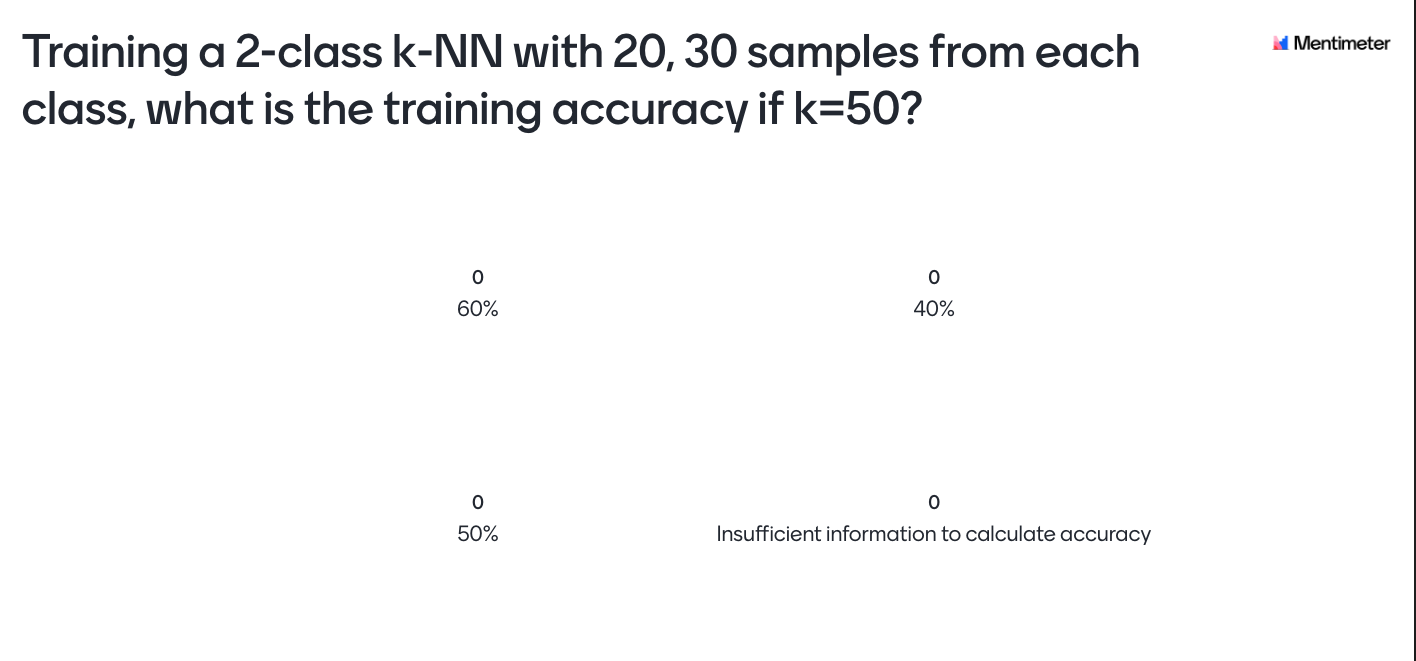 Training a 2-class k-NN with 20, 30 samples from each
class, what is the training accuracy if k=50?
Mentimeter
0
60%
0
40%
0
50%
0
Insufficient information to calculate accuracy